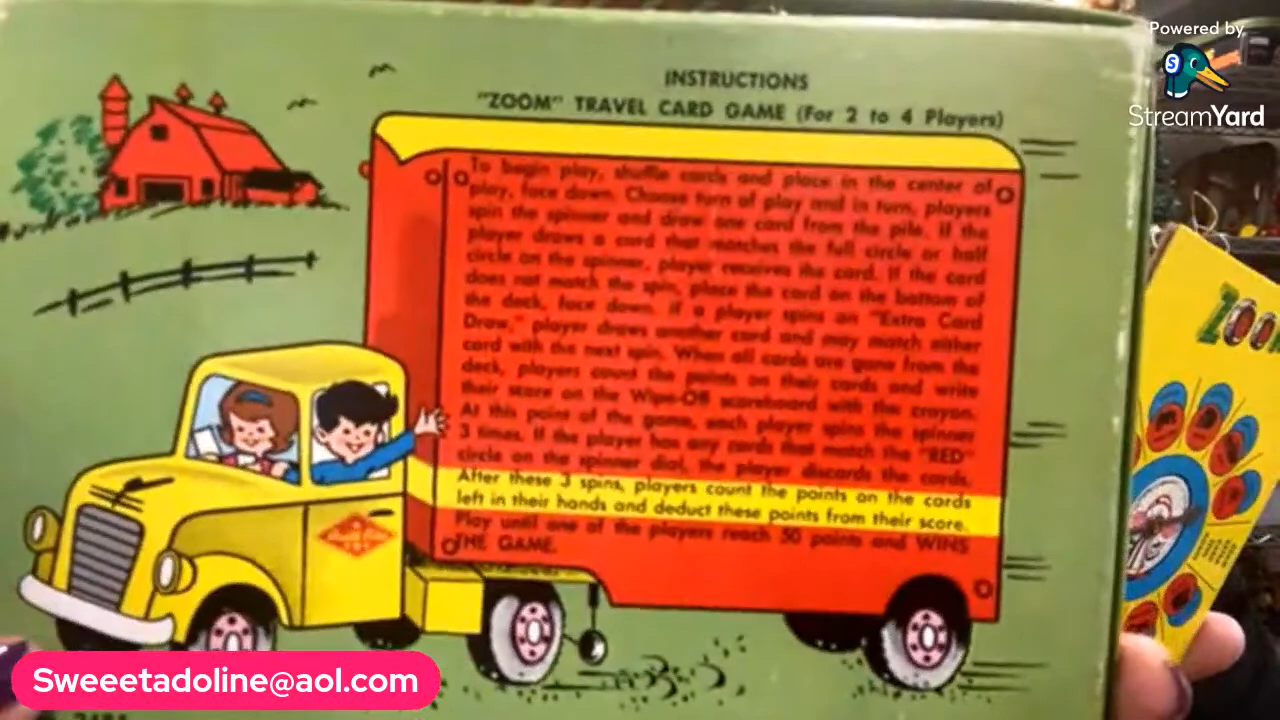 Powered by
StreamYard
INSTRUCTIONS
"ZOOM" TRAVEL CARD GAME (For 2 to 4 Players)
To begin play, shuffle cards and place in the center of
play, face down. Choose turn of play and in turn, players
spin the spinner and draw one card from the pile. If the
player draws a card that matches the full circle or half
circle on the spinner, player receives the card. If the card
does not match the spin, place the card on the bottom of
the deck, face down. If a player spins on "Extra Card
Draw," player draws another card and may match either
card with the next spin. When all cards are gone from the
deck, players count the points on their cards and write
their score on the Wipe-Off scoreboard with the crayon.
At this point of the game, each player spins the spinner
3 times. If the player has any cards that match the "RED"
circle on the spinner dial, the player discards the cards.
After these 3 spins, players count the points on the cards
left in their hands and deduct these points from their score.
Play until one of the players reach 50 points and WINS
THE GAME.
ZOOM
Sweeetadoline@aol.com